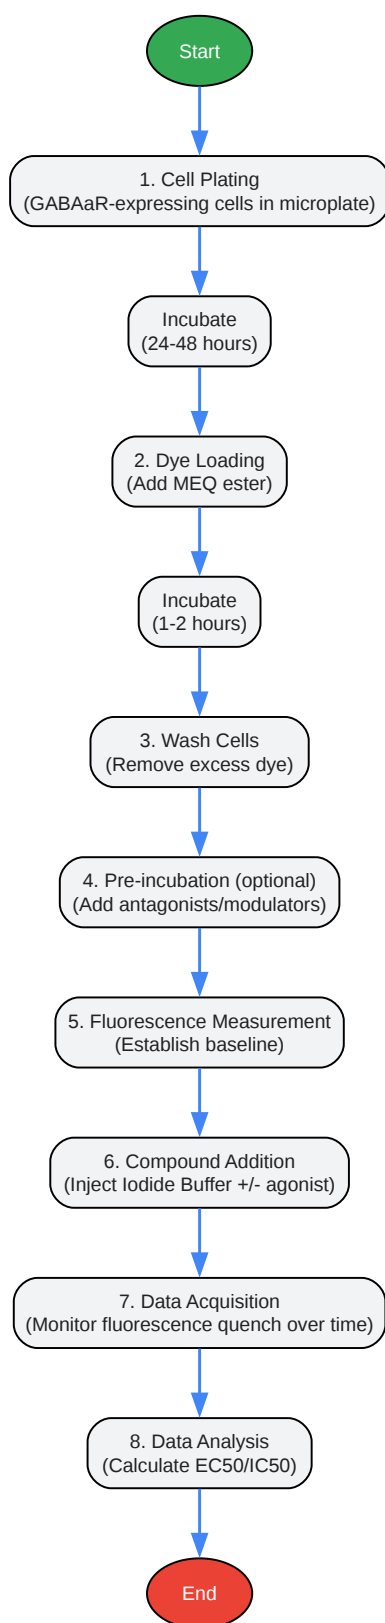 Start
1. Cell Plating
(GABAaR-expressing cells in microplate)
Incubate
(24-48 hours)
2. Dye Loading
(Add MEQ ester)
Incubate
(1-2 hours)
3. Wash Cells
(Remove excess dye)
4. Pre-incubation (optional)
(Add antagonists/modulators)
5. Fluorescence Measurement
(Establish baseline)
6. Compound Addition
(Inject Iodide Buffer +/- agonist)
7. Data Acquisition
(Monitor fluorescence quench over time)
8. Data Analysis
(Calculate EC50/IC50)
End